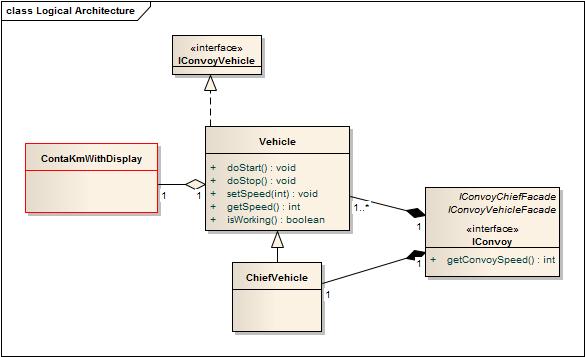 class Logical Architecture
«interface»
IConvoyVehicle
Vehicle
+ doStart() : void
+ doStop() : void
+ setSpeed(int) : void
+ getSpeed() : int
+ isWorking() : boolean
ContaKmWithDisplay
1
1
1..*
1
IConvoyChiefFacade
IConvoyVehicleFacade
«interface»
IConvoy
+ getConvoySpeed() : int
1
1
ChiefVehicle